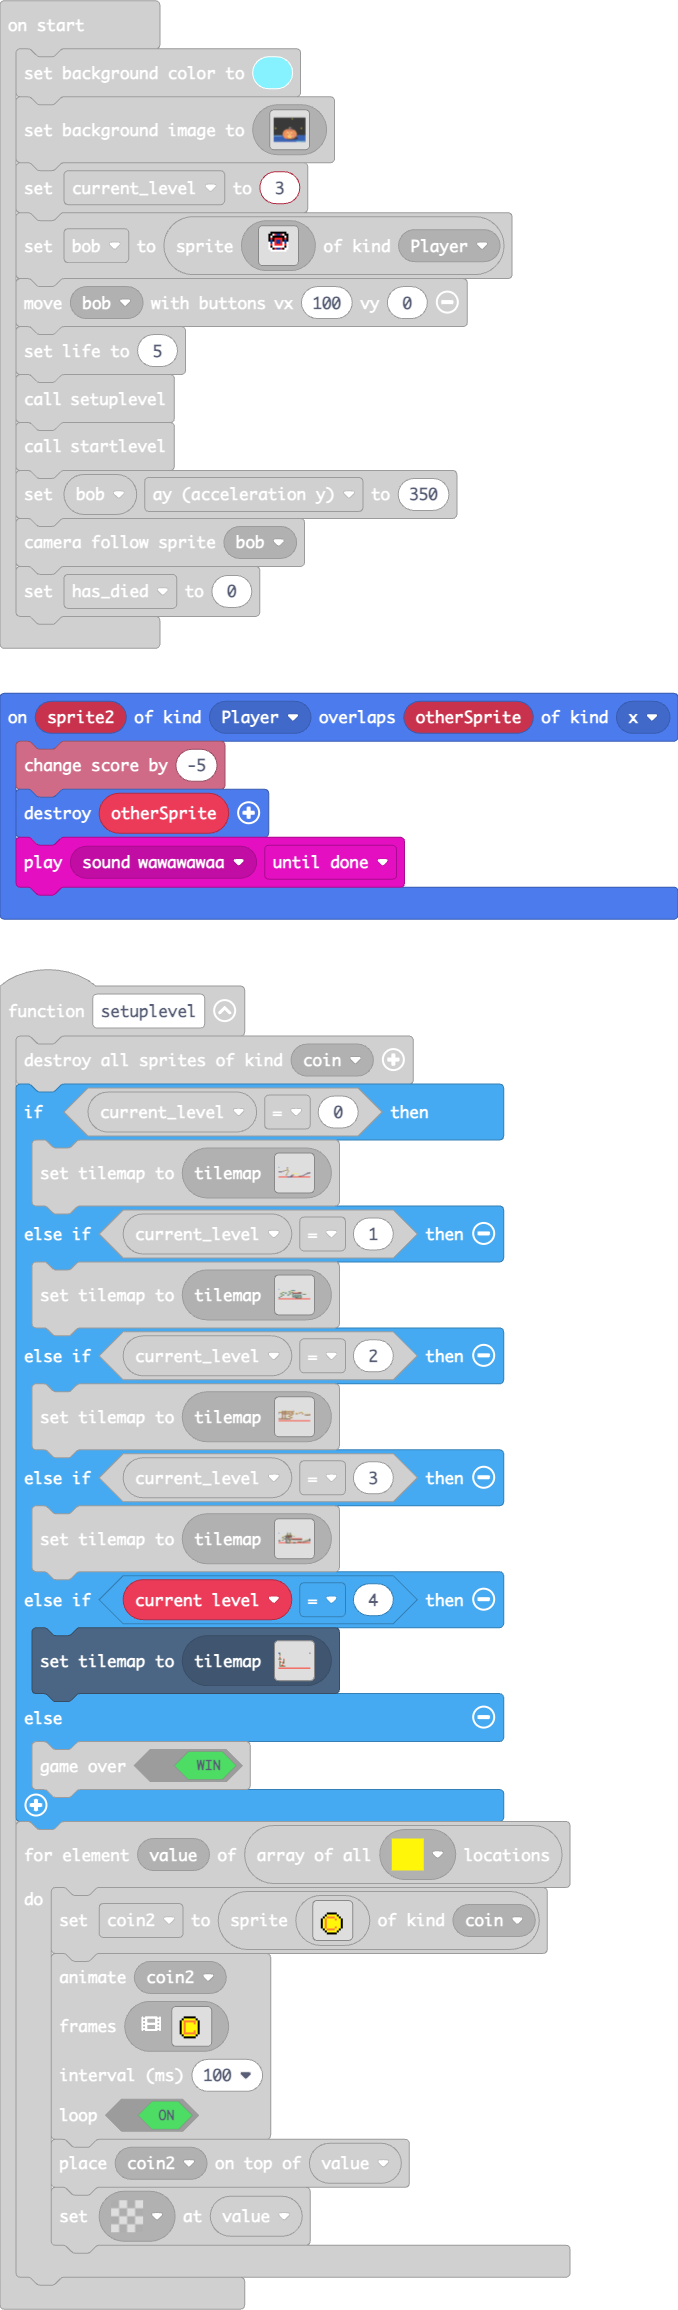 on start
set background color to
set background image to
set current_level to 3
set bob to sprite of kind Player
move bob with buttons vx 100 vy 0
set life to 5
call setuplevel
call startlevel
set bob ay (acceleration y) to 350
camera follow sprite bob
set has_died to 0
on sprite2 of kind Player overlaps otherSprite of kind x
change score by -5
destroy otherSprite
play sound wawawawaa until done
function setuplevel
destroy all sprites of kind coin
if current_level = 0 then
set tilemap to tilemap
else if current_level = 1 then
set tilemap to tilemap
else if current_level = 2 then
set tilemap to tilemap
else if current_level = 3 then
set tilemap to tilemap
else if current level = 4 then
set tilemap to tilemap
else
game over WIN
for element value of array of all locations
do
set coin2 to sprite of kind coin
animate coin2
frames
interval (ms) 100
loop ON
place coin2 on top of value
set at value